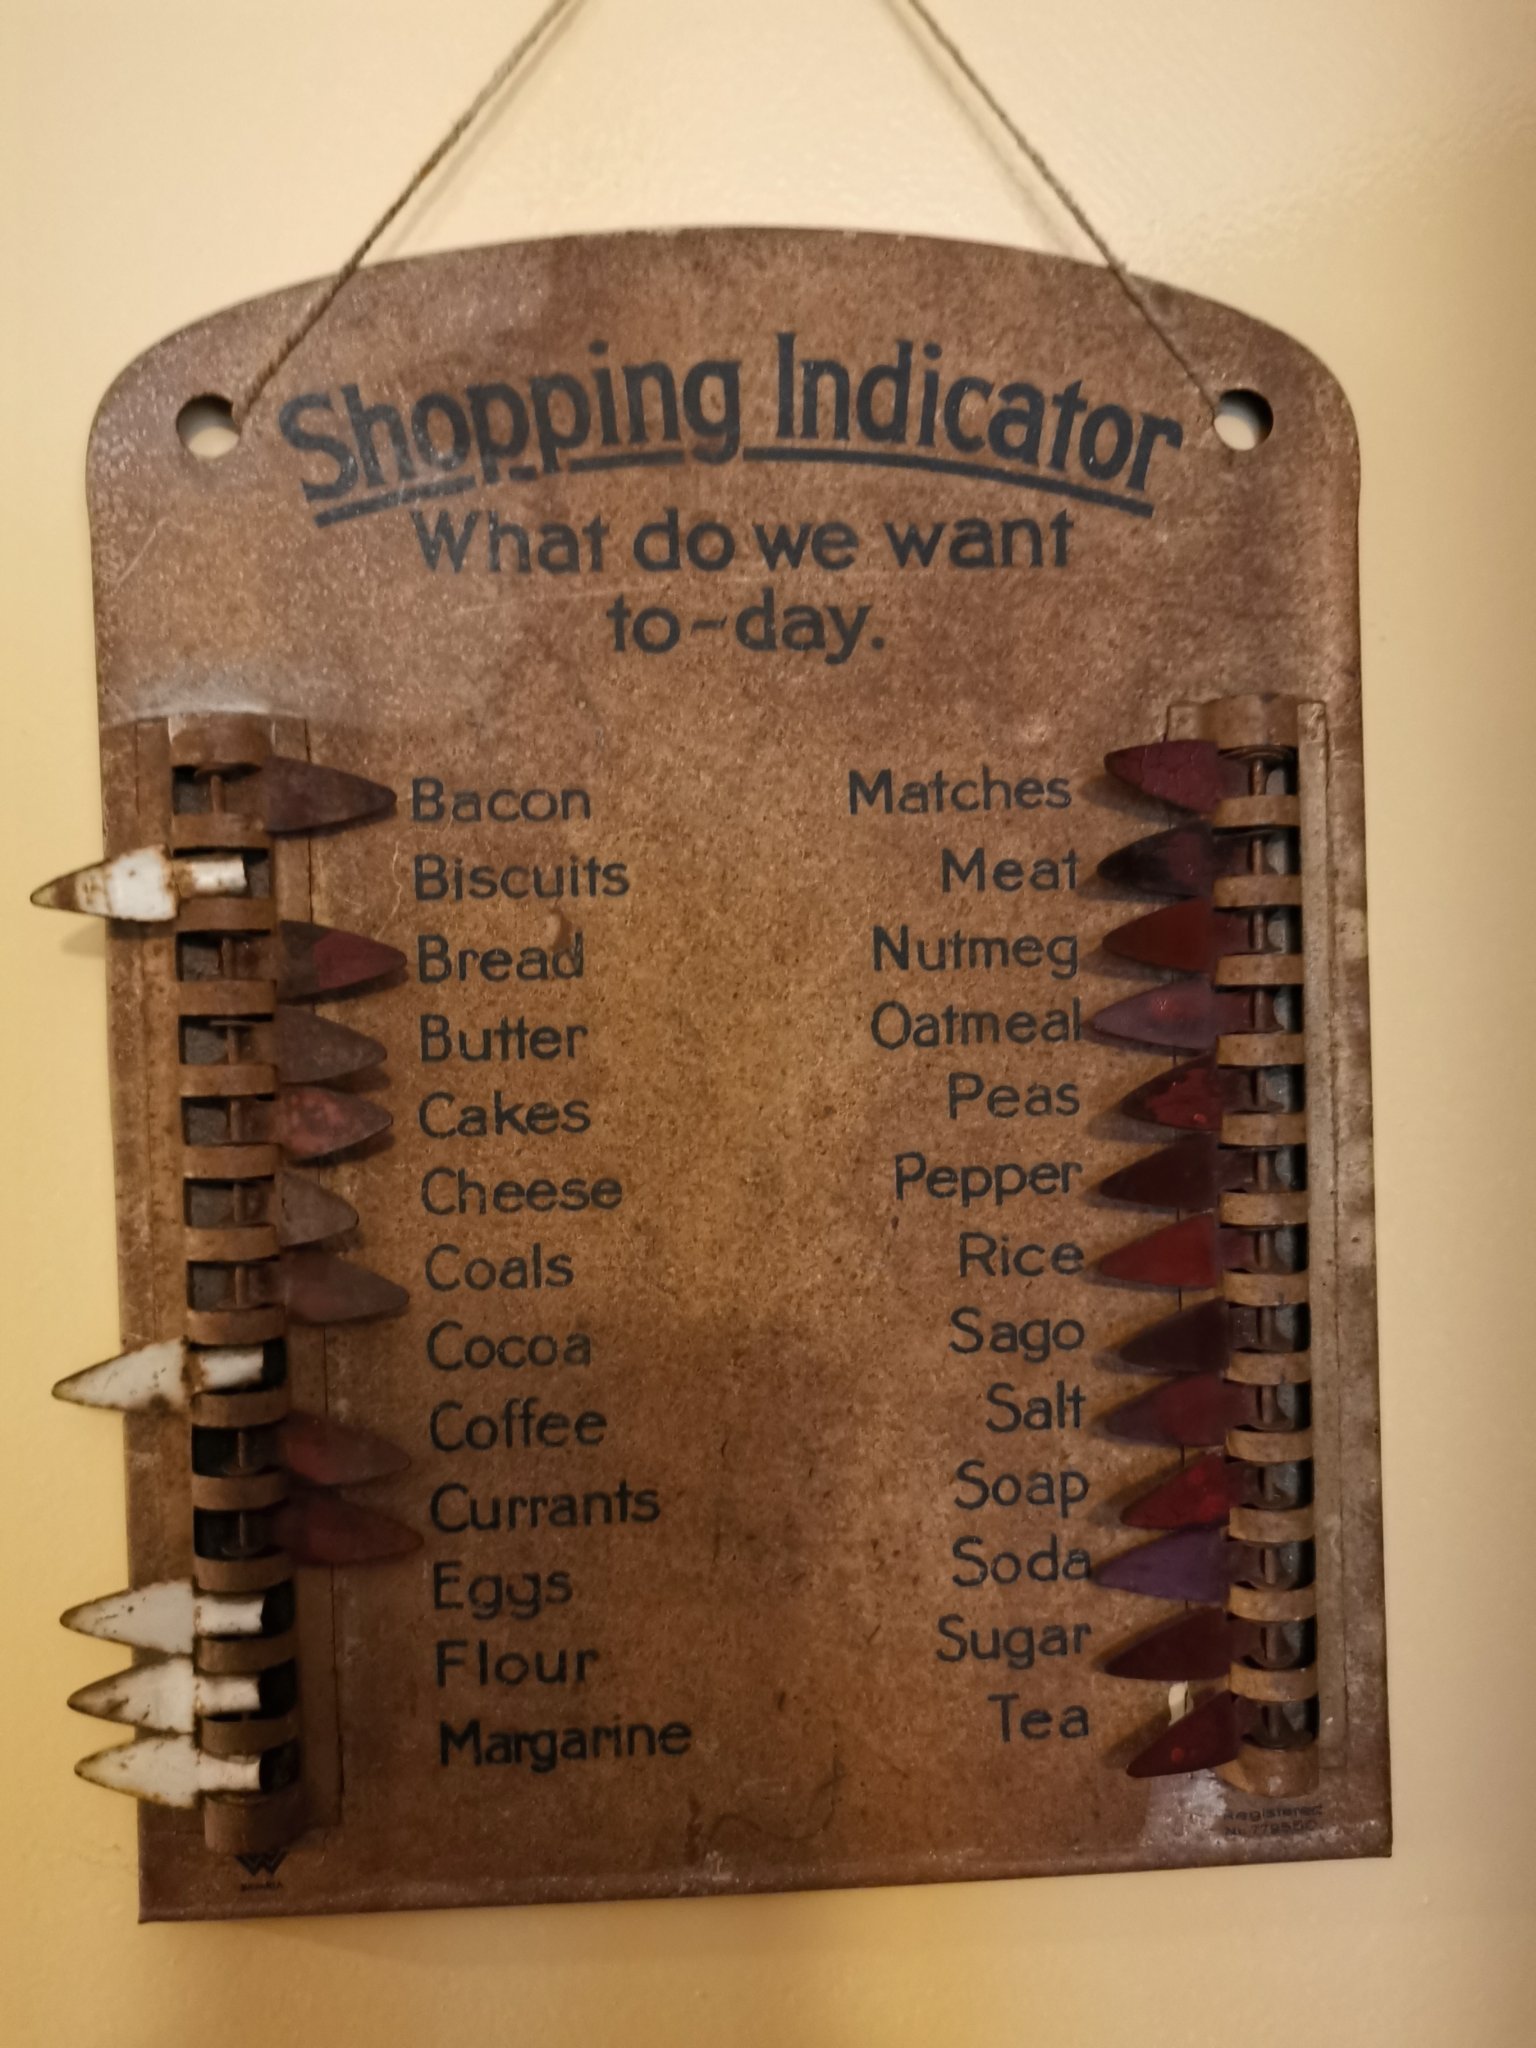 Shopping Indicator
What do we want
to-day.
Bacon
Biscuits
Bread
Butter
Cakes
Cheese
Coals
Cocoa
Coffee
Currants
Eggs
Flour
Margarine
Matches
Meat
Nutmeg
Oatmeal
Peas
Pepper
Rice
Sago
Salt
Soap
Soda
Sugar
Tea
Registered
W
BAVARIA